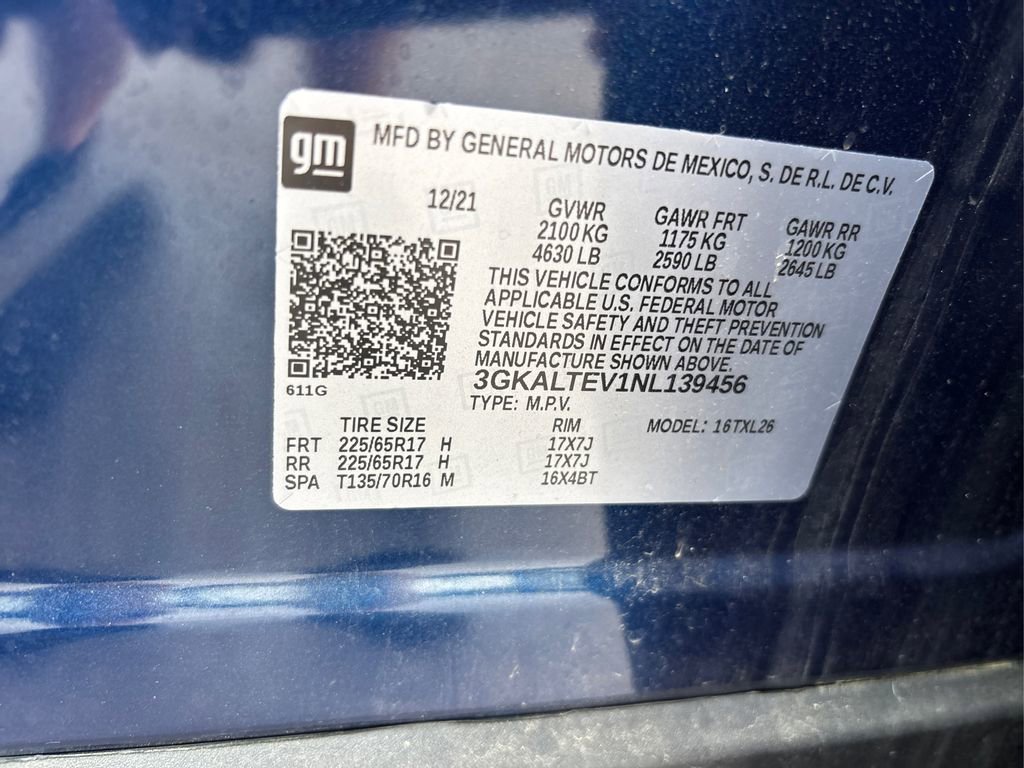 gm
MFD BY GENERAL MOTORS DE MEXICO, S. DE R.L. DE C.V.
12/21
GVWR GAWR FRT GAWR RR
2100 KG 1175 KG 1200 KG
4630 LB 2590 LB 2645 LB
THIS VEHICLE CONFORMS TO ALL
APPLICABLE U.S. FEDERAL MOTOR
VEHICLE SAFETY AND THEFT PREVENTION
STANDARDS IN EFFECT ON THE DATE OF
MANUFACTURE SHOWN ABOVE.
3GKALTEV1NL139456
611G
TYPE: M.P.V.
TIRE SIZE RIM MODEL: 16TXL26
FRT 225/65R17 H 17X7J
RR 225/65R17 H 17X7J
SPA T135/70R16 M 16X4BT